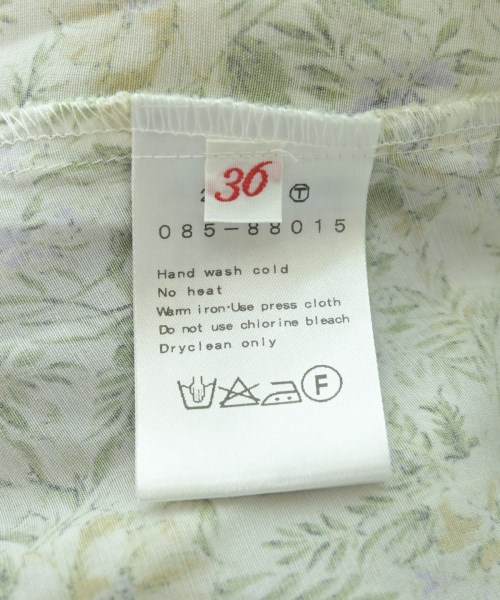 36
2 Ⓣ
085-88015
Hand wash cold
No heat
Warm iron·Use press cloth
Do not use chlorine bleach
Dryclean only
F